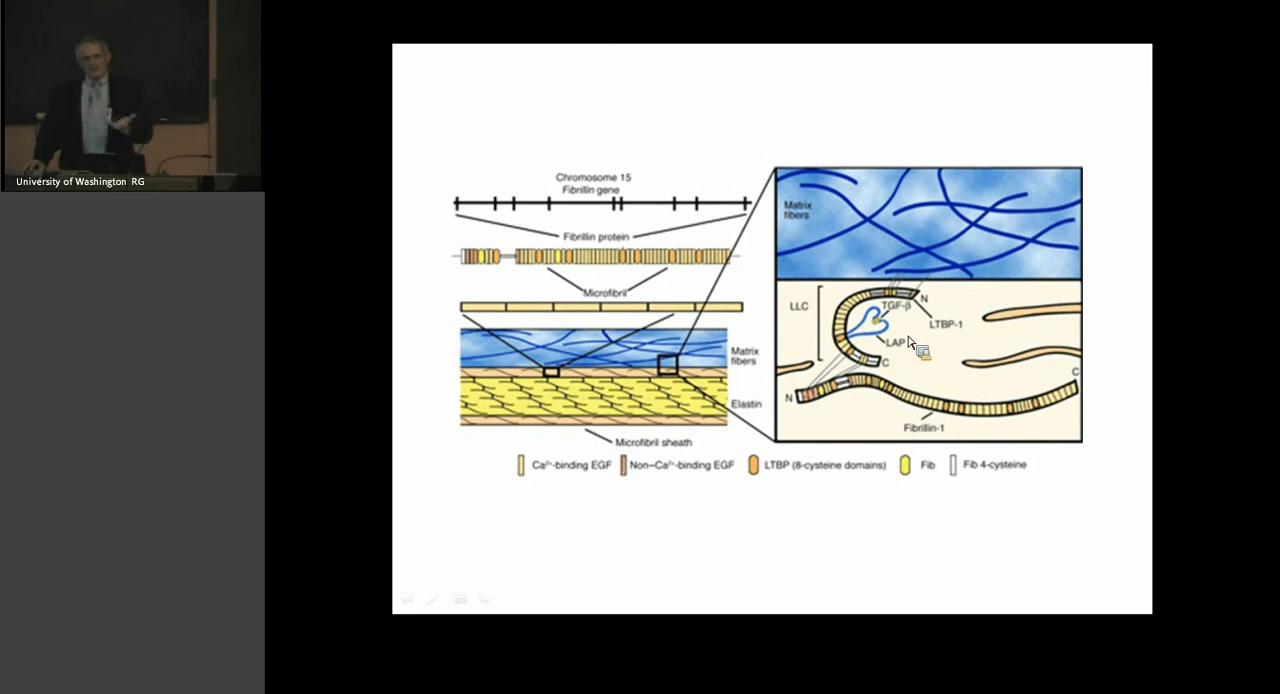 University of Washington RG
Chromosome 15
Fibrillin gene
Fibrillin protein
Microfibril
Matrix
fibers
Elastin
Microfibril sheath
Matrix
fibers
LLC
N
TGF-β
LTBP-1
LAP
C
N
C
Fibrillin-1
Ca²⁺-binding EGF
Non–Ca²⁺-binding EGF
LTBP (8-cysteine domains)
Fib
Fib 4-cysteine